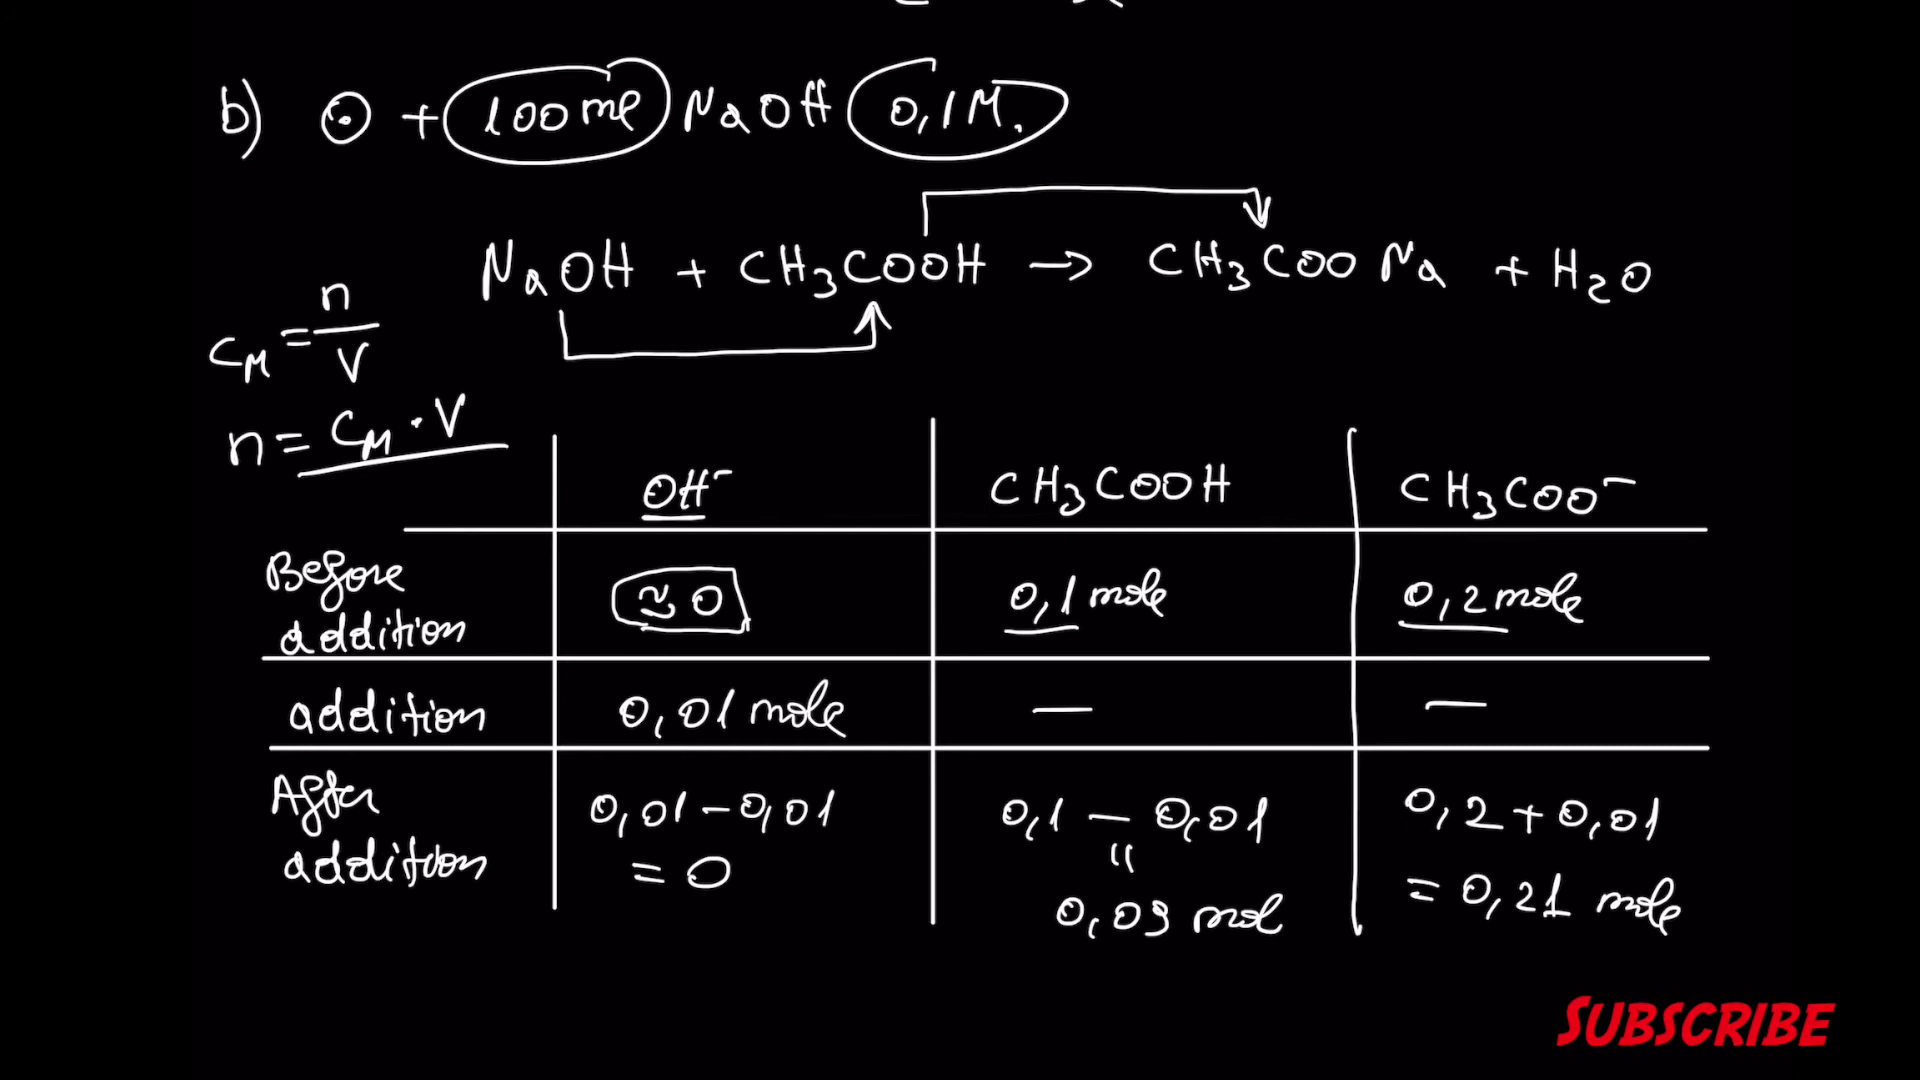 b) ⊙ + 100 ml NaOH 0,1M.
NaOH + CH₃COOH → CH₃COONa + H₂O
C_M = n/V
n = C_M · V
OH⁻ CH₃COOH CH₃COO⁻
Before addition ≈ 0 0,1 mole 0,2 mole
addition 0,01 mole — —
After addition 0,01 – 0,01 = 0 0,1 – 0,01 = 0,09 mol 0,2 + 0,01 = 0,21 mole
SUBSCRIBE